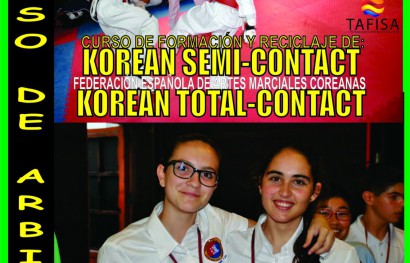 TAFISA
CURSO DE FORMACIÓN Y RECICLAJE DE:
KOREAN SEMI-CONTACT
FEDERACION ESPAÑOLA DE ARTES MARCIALES COREANAS
KOREAN TOTAL-CONTACT
SO DE ARBI